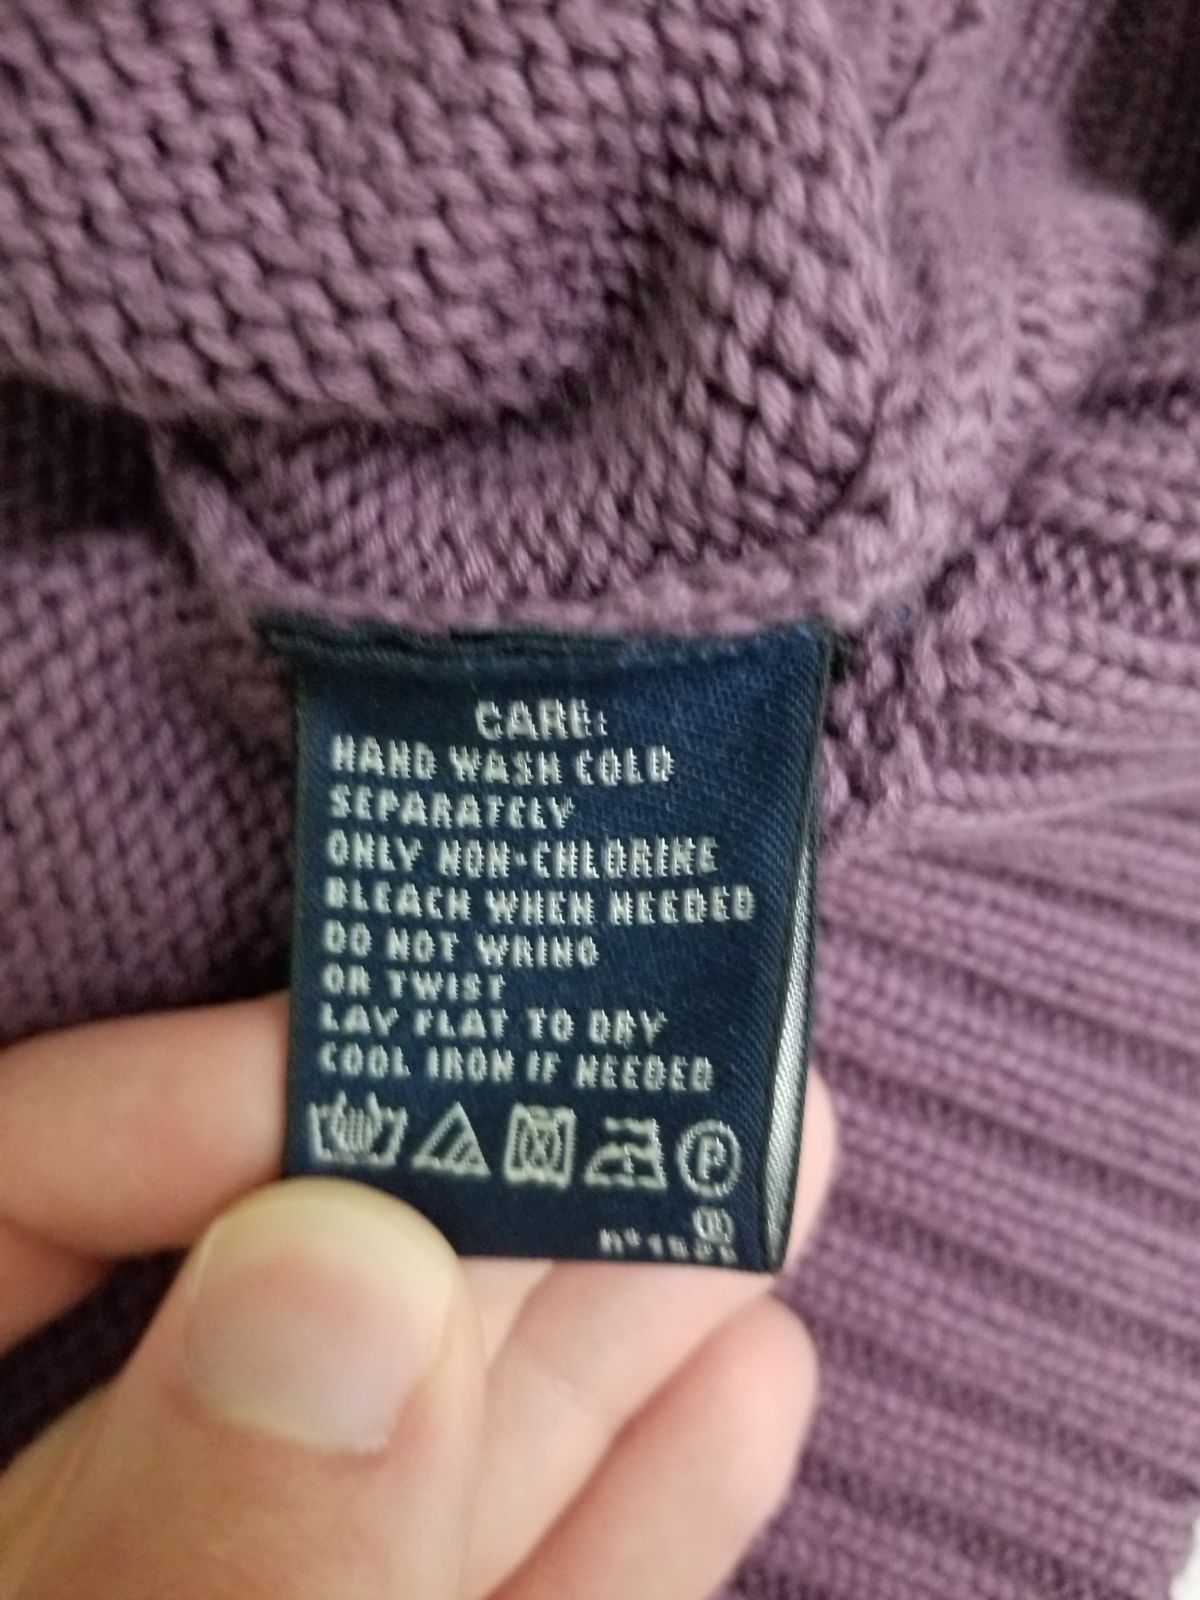 CARE:
HAND WASH COLD
SEPARATELY
ONLY NON-CHLORINE
BLEACH WHEN NEEDED
DO NOT WRING
OR TWIST
LAY FLAT TO DRY
COOL IRON IF NEEDED
P